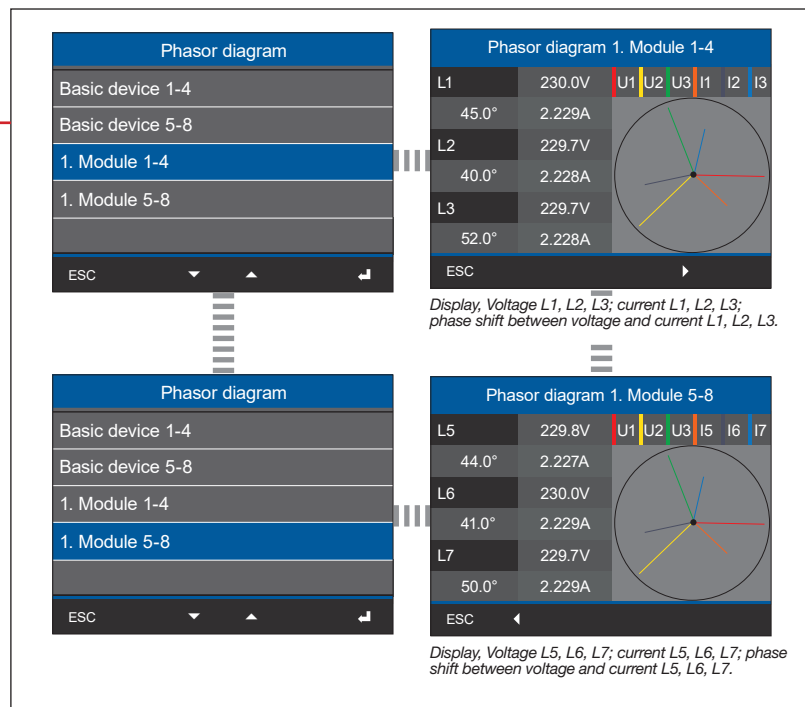 Phasor diagram
Basic device 1-4
Basic device 5-8
1. Module 1-4
1. Module 5-8
ESC
Phasor diagram 1. Module 1-4
L1 230.0V U1 U2 U3 I1 I2 I3
45.0° 2.229A
L2 229.7V
40.0° 2.228A
L3 229.7V
52.0° 2.228A
ESC
Display, Voltage L1, L2, L3; current L1, L2, L3;
phase shift between voltage and current L1, L2, L3.
Phasor diagram
Basic device 1-4
Basic device 5-8
1. Module 1-4
1. Module 5-8
ESC
Phasor diagram 1. Module 5-8
L5 229.8V U1 U2 U3 I5 I6 I7
44.0° 2.227A
L6 230.0V
41.0° 2.229A
L7 229.7V
50.0° 2.229A
ESC
Display, Voltage L5, L6, L7; current L5, L6, L7; phase
shift between voltage and current L5, L6, L7.